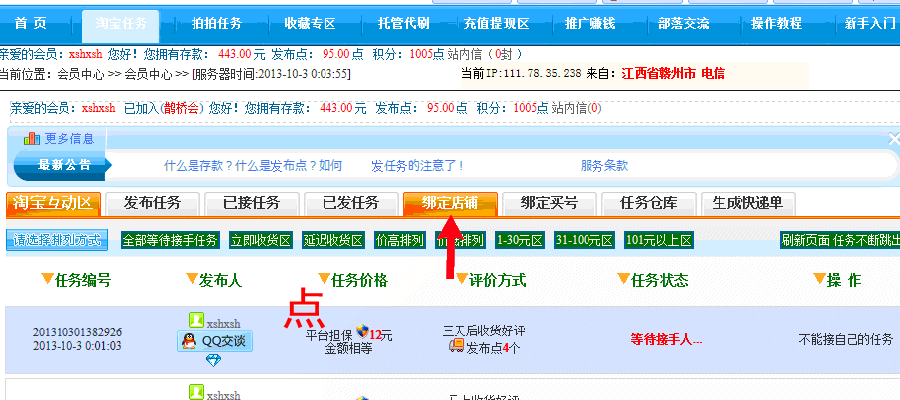 首 页 淘宝任务 拍拍任务 收藏专区 托管代刷 充值提现区 推广赚钱 部落交流 操作教程 新手入门
亲爱的会员：xshxsh 您好！您拥有存款： 443.00元 发布点： 95.00点 积分：1005点 站内信（0封 ）
当前位置：会员中心 >> 会员中心 >> [服务器时间:2013-10-3 0:03:55] 当前IP:111.78.35.238 来自：江西省赣州市 电信
亲爱的会员：xshxsh 已加入(鹊桥会) 您好！您拥有存款： 443.00元 发布点： 95.00点 积分：1005点 站内信(0)
更多信息
最新公告 什么是存款？什么是发布点？如何 发任务的注意了！ 服务条款
淘宝互动区 发布任务 已接任务 已发任务 绑定店铺 绑定买号 任务仓库 生成快递单
请选择排列方式 全部等待接手任务 立即收货区 延迟收货区 价高排列 价高排列 1-30元区 31-100元区 101元以上区 刷新页面 任务不断跳出
任务编号 发布人 任务价格 评价方式 任务状态 操 作
点
201310301382926
2013-10-3 0:01:03
xshxsh
QQ交谈
平台担保 12元
金额相等
三天后收货好评
发布点4个
等待接手人...
不能接自己的任务
xshxsh